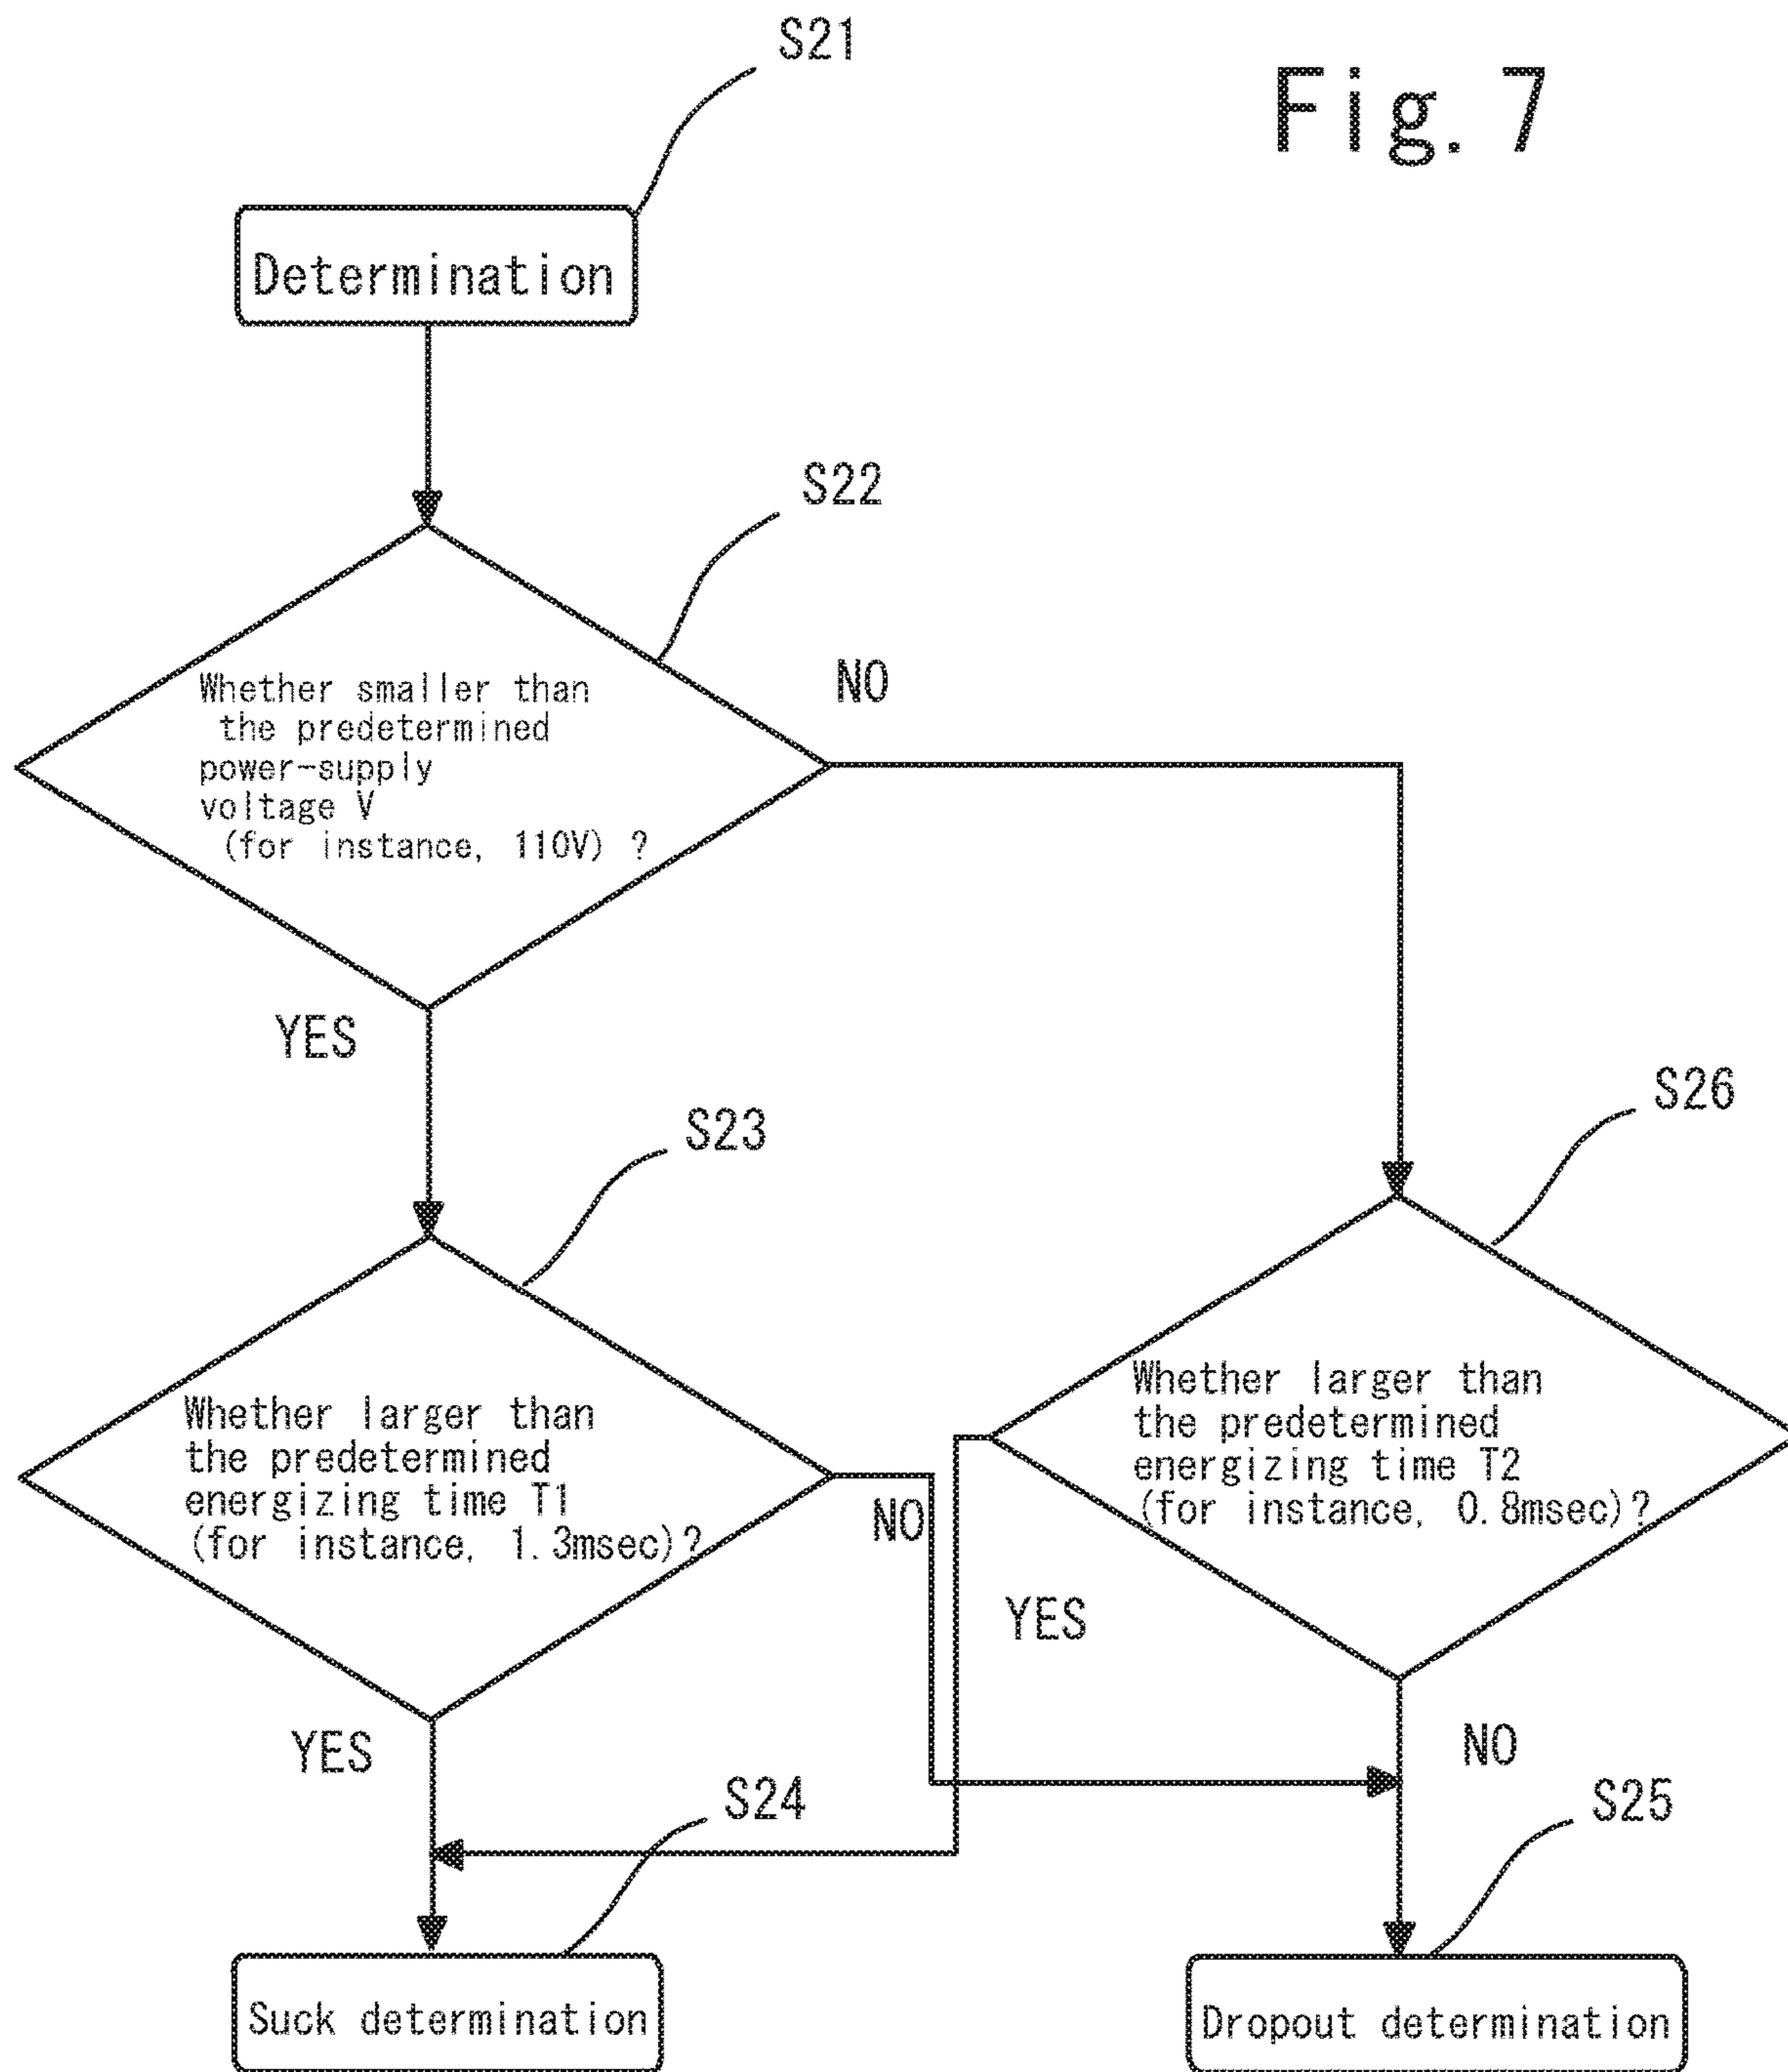 S21
Fig. 7
Determination
S22
NO
Whether smaller than
the predetermined
power-supply
voltage V
(for instance, 110V) ?
YES
S23
S26
Whether larger than
the predetermined
energizing time T1
(for instance, 1.3msec)?
NO
Whether larger than
the predetermined
energizing time T2
(for instance, 0.8msec)?
YES
YES
NO
S24
S25
Suck determination
Dropout determination